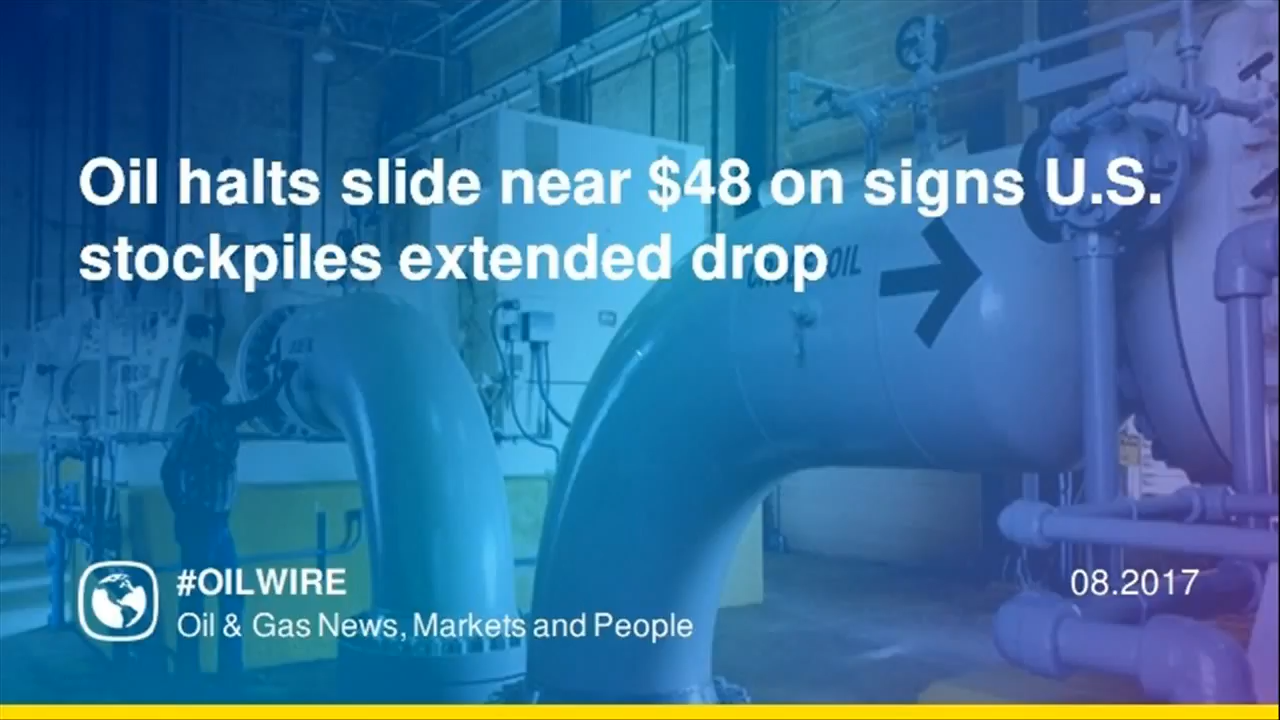 Oil halts slide near $48 on signs U.S.
stockpiles extended drop
OIL
#OILWIRE
Oil & Gas News, Markets and People
08.2017